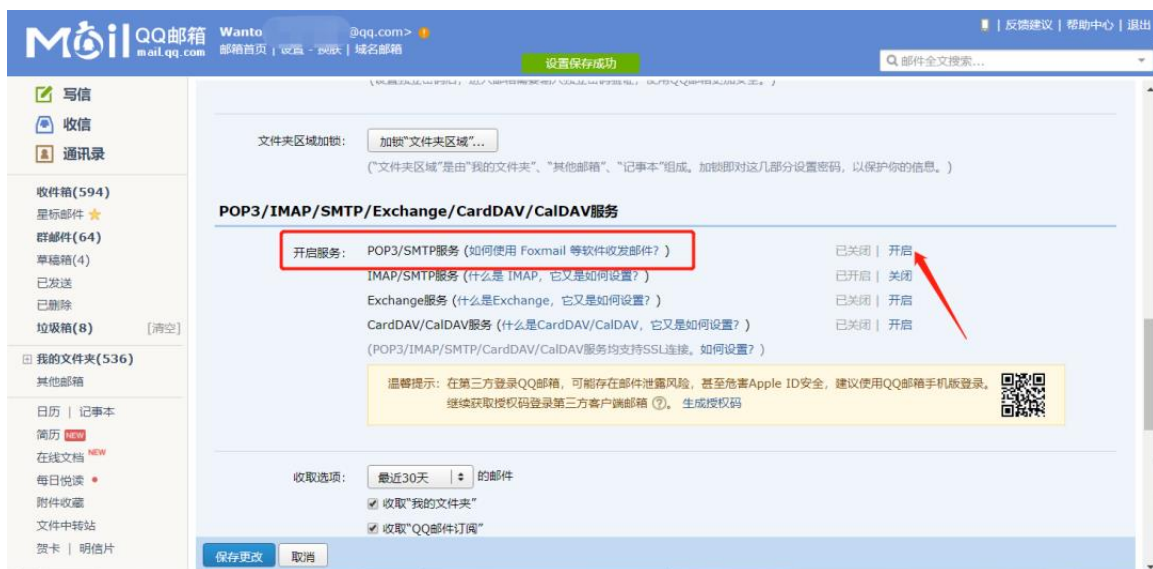 Mail QQ邮箱 mail.qq.com
Wanto @qq.com>
邮箱首页 | 设置 - 换肤 | 域名邮箱
| 反馈建议 | 帮助中心 | 退出
设置保存成功
邮件全文搜索...
写信
收信
通讯录
收件箱(594)
星标邮件
群邮件(64)
草稿箱(4)
已发送
已删除
垃圾箱(8) [清空]
我的文件夹(536)
其他邮箱
日历 | 记事本
简历 NEW
在线文档 NEW
每日悦读
附件收藏
文件中转站
贺卡 | 明信片
文件夹区域加锁: 加锁"文件夹区域"...
("文件夹区域"是由"我的文件夹"、"其他邮箱"、"记事本"组成。加锁即对这几部分设置密码,以保护你的信息。)
POP3/IMAP/SMTP/Exchange/CardDAV/CalDAV服务
开启服务: POP3/SMTP服务 (如何使用 Foxmail 等软件收发邮件?) 已关闭 | 开启
IMAP/SMTP服务 (什么是 IMAP,它又是如何设置?) 已开启 | 关闭
Exchange服务 (什么是Exchange,它又是如何设置?) 已关闭 | 开启
CardDAV/CalDAV服务 (什么是CardDAV/CalDAV,它又是如何设置?) 已关闭 | 开启
(POP3/IMAP/SMTP/CardDAV/CalDAV服务均支持SSL连接。如何设置?)
温馨提示: 在第三方登录QQ邮箱,可能存在邮件泄露风险,甚至危害Apple ID安全,建议使用QQ邮箱手机版登录。
继续获取授权码登录第三方客户端邮箱 ?。 生成授权码
收取选项: 最近30天 的邮件
收取"我的文件夹"
收取"QQ邮件订阅"
保存更改 取消